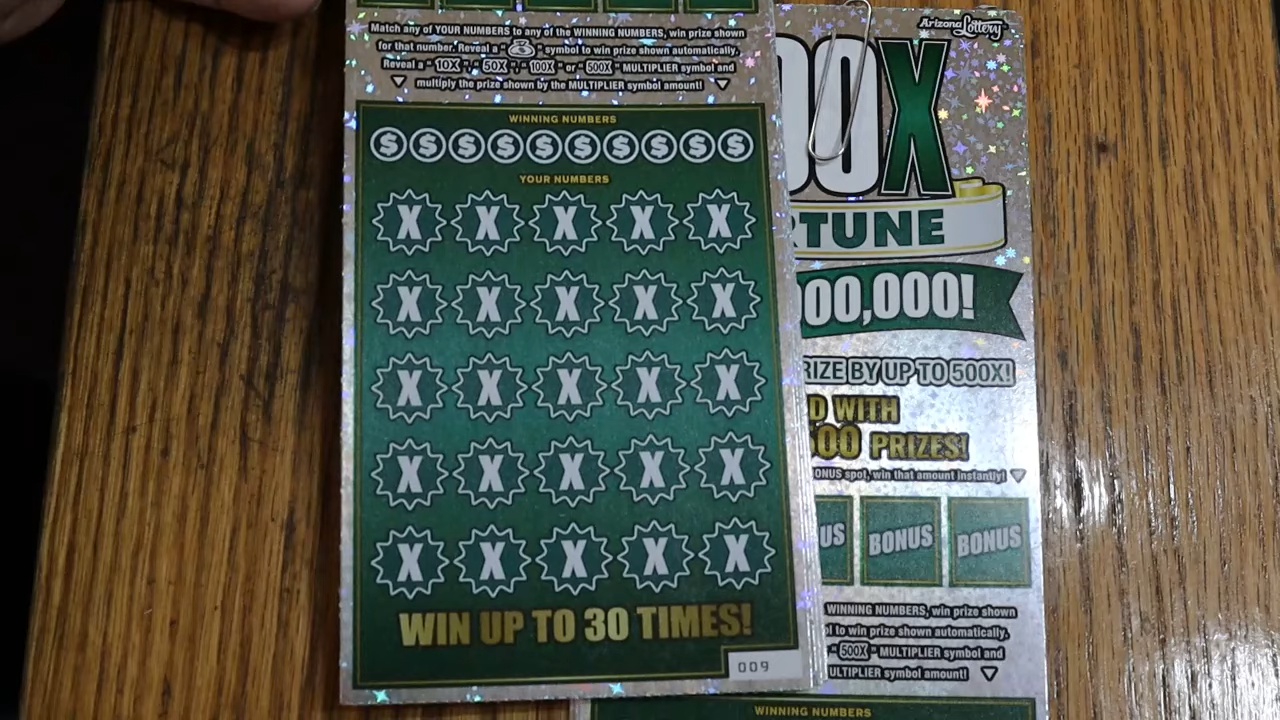 Match any of YOUR NUMBERS to any of the WINNING NUMBERS, win prize shown
for that number. Reveal a " " symbol to win prize shown automatically.
Reveal a "10X", "50X", "100X" or "500X" MULTIPLIER symbol and
multiply the prize shown by the MULTIPLIER symbol amount!
WINNING NUMBERS
$ $ $ $ $ $ $ $ $ $
YOUR NUMBERS
X X X X X
X X X X X
X X X X X
X X X X X
X X X X X
WIN UP TO 30 TIMES!
009
Arizona Lottery
00X
TUNE
00,000!
RIZE BY UP TO 500X!
D WITH
00 PRIZES!
BONUS spot, win that amount instantly!
US BONUS BONUS
WINNING NUMBERS, win prize shown
to win prize shown automatically.
"500X" MULTIPLIER symbol and
ULTIPLIER symbol amount!
WINNING NUMBERS